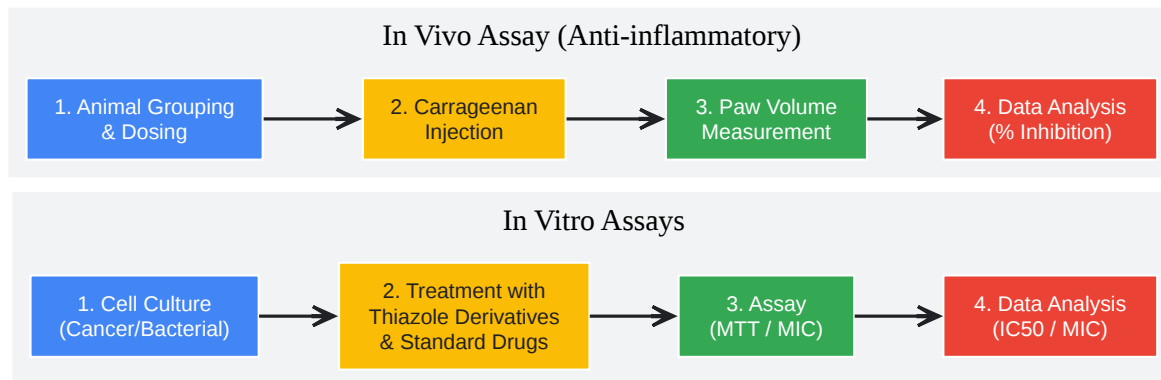 In Vivo Assay (Anti-inflammatory)
1. Animal Grouping
& Dosing
2. Carrageenan
Injection
3. Paw Volume
Measurement
4. Data Analysis
(% Inhibition)
In Vitro Assays
1. Cell Culture
(Cancer/Bacterial)
2. Treatment with
Thiazole Derivatives
& Standard Drugs
3. Assay
(MTT / MIC)
4. Data Analysis
(IC50 / MIC)